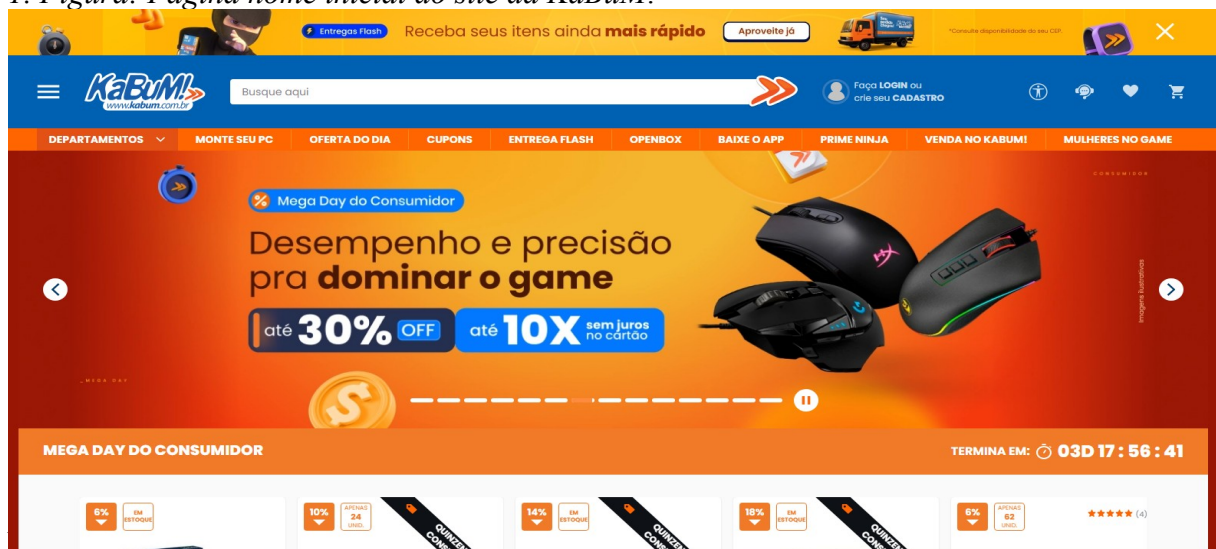 1. Figura: Página home inicial do site da KaBuM!
Entregas Flash Receba seus itens ainda mais rápido Aproveite já *Consulte disponibilidade do seu CEP.
KaBuM!
www.kabum.com.br
Busque aqui
Faça LOGIN ou
crie seu CADASTRO
DEPARTAMENTOS MONTE SEU PC OFERTA DO DIA CUPONS ENTREGA FLASH OPENBOX BAIXE O APP PRIME NINJA VENDA NO KABUM! MULHERES NO GAME
CONSUMIDOR
Mega Day do Consumidor
Desempenho e precisão
pra dominar o game
até 30% OFF até 10X sem juros
no cartão
Imagens ilustrativas
_MEGA DAY
MEGA DAY DO CONSUMIDOR TERMINA EM: 03D 17 : 56 : 41
6% EM
ESTOQUE
10% APENAS
24
UNID.
14% EM
ESTOQUE
18% EM
ESTOQUE
6% APENAS
62
UNID.
(4)